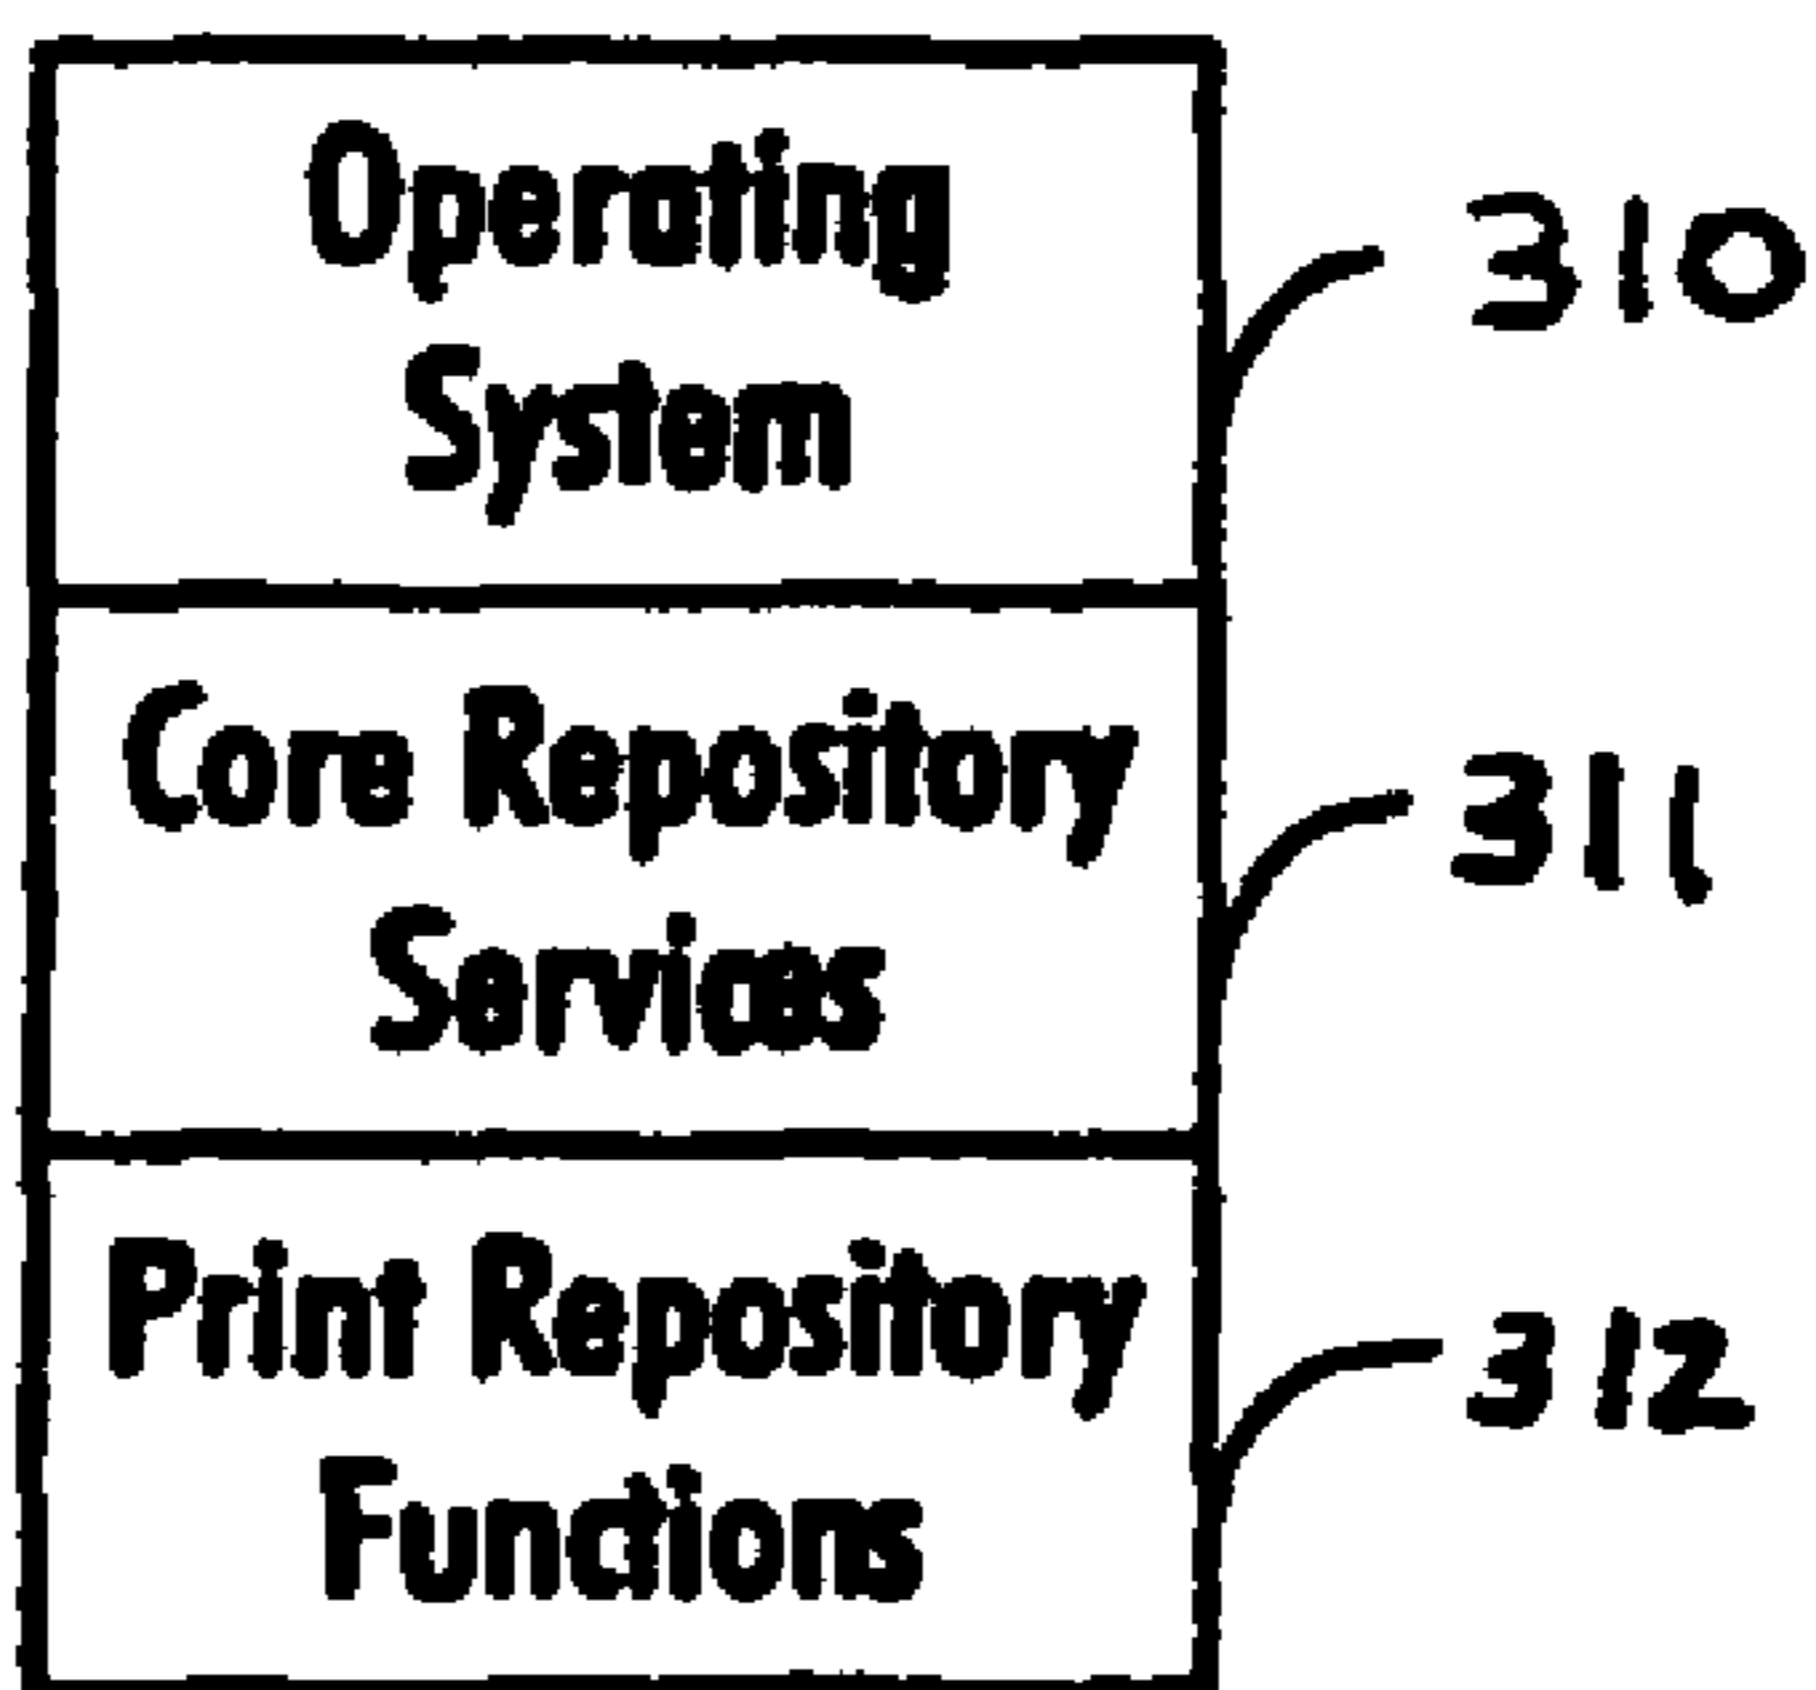 Operating
System
310
Core Repository
Services
311
Print Repository
Functions
312